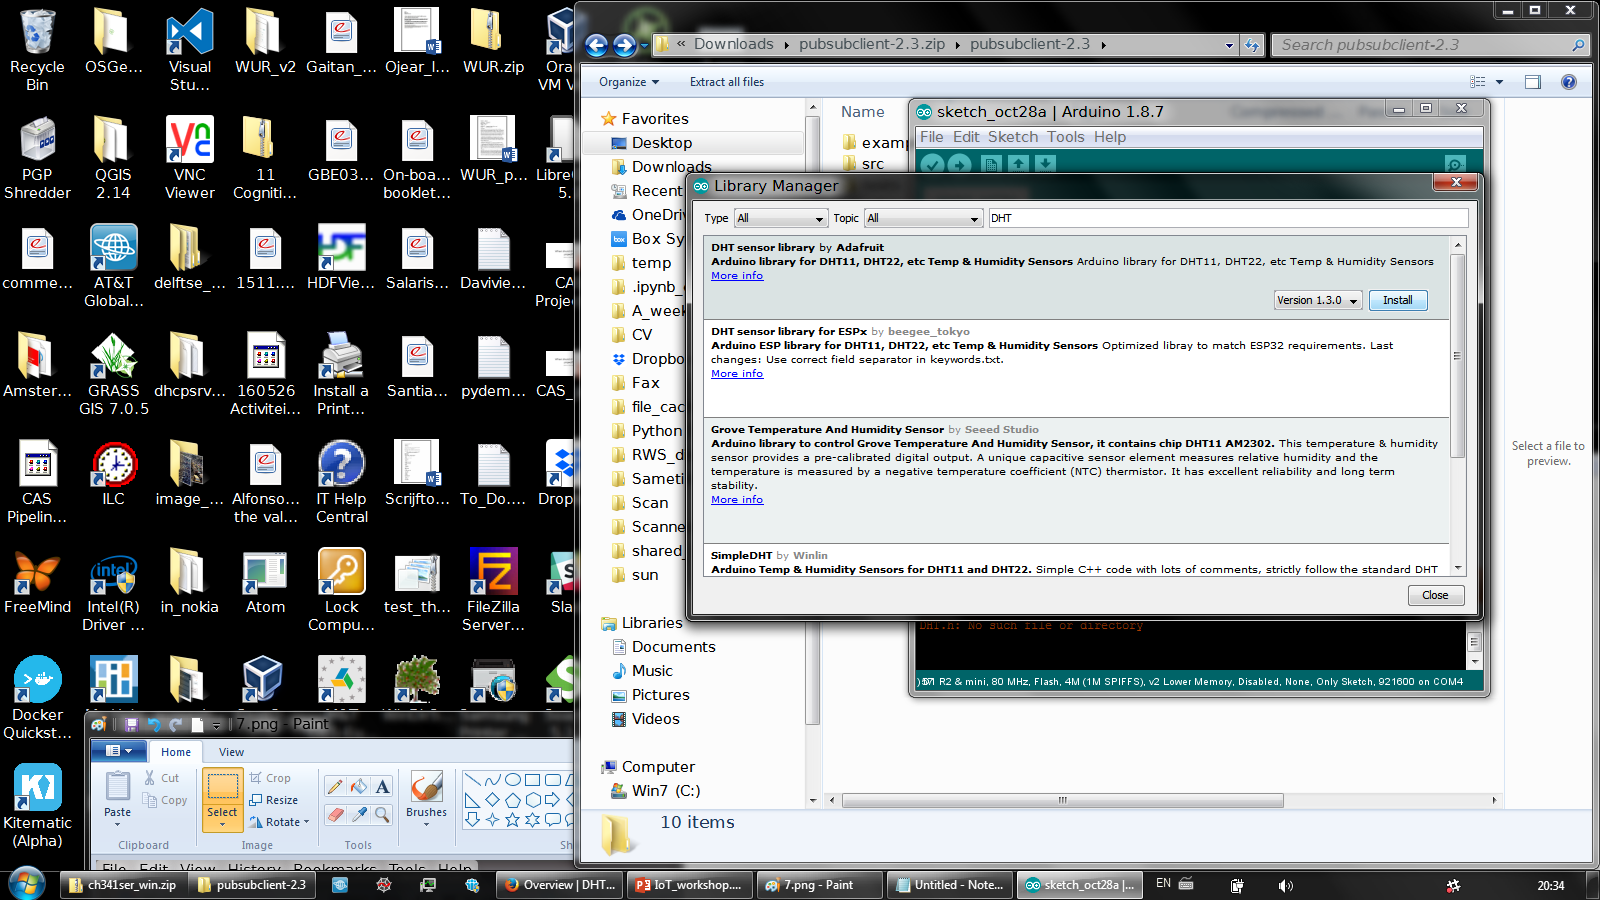 Recycle Bin
OSGe...
Visual Stu...
WUR_v2
Gaitan_...
Ojear_l...
WUR.zip
Ora
VM V
PGP Shredder
QGIS 2.14
VNC Viewer
11 Cogniti...
GBE03...
On-boa... booklet...
WUR_p...
Libre
5.
comme...
AT&T Global...
delftse_...
1511....
HDFVie...
Salaris...
Davivie...
CA
Projec
Amster...
GRASS GIS 7.0.5
dhcpsrv...
160526 Activitei...
Install a Print...
Santia...
pydem...
CAS_
CAS Pipelin...
ILC
image_...
Alfonso... the val...
IT Help Central
Scrijfto...
To_Do....
Drop
FreeMind
Intel(R) Driver ...
in_nokia
Atom
Lock Compu...
test_th...
FileZilla Server...
Sla
Docker Quickst...
Kitematic (Alpha)
« Downloads
pubsubclient-2.3.zip
pubsubclient-2.3
Search pubsubclient-2.3
Organize
Extract all files
Favorites
Desktop
Downloads
Recent
OneDriv
Box Sy
temp
.ipynb_
A_week
CV
Dropbo
Fax
file_cac
Python
RWS_d
Sameti
Scan
Scanne
shared_
sun
Libraries
Documents
Music
Pictures
Videos
Computer
Win7 (C:)
Name
examp
src
Select a file to preview.
10 items
sketch_oct28a | Arduino 1.8.7
File Edit Sketch Tools Help
Library Manager
Type All Topic All DHT
DHT sensor library by Adafruit
Arduino library for DHT11, DHT22, etc Temp & Humidity Sensors Arduino library for DHT11, DHT22, etc Temp & Humidity Sensors
More info
Version 1.3.0 Install
DHT sensor library for ESPx by beegee_tokyo
Arduino ESP library for DHT11, DHT22, etc Temp & Humidity Sensors Optimized libray to match ESP32 requirements. Last
changes: Use correct field separator in keywords.txt.
More info
Grove Temperature And Humidity Sensor by Seeed Studio
Arduino library to control Grove Temperature And Humidity Sensor, it contains chip DHT11 AM2302. This temperature & humidity
sensor provides a pre-calibrated digital output. A unique capacitive sensor element measures relative humidity and the
temperature is measured by a negative temperature coefficient (NTC) thermistor. It has excellent reliability and long term
stability.
More info
SimpleDHT by Winlin
Arduino Temp & Humidity Sensors for DHT11 and DHT22. Simple C++ code with lots of comments, strictly follow the standard DHT
Close
DHT.h: No such file or directory
R2 & mini, 80 MHz, Flash, 4M (1M SPIFFS), v2 Lower Memory, Disabled, None, Only Sketch, 921600 on COM4
7.png - Paint
Home View
Paste
Cut
Copy
Clipboard
Select
Crop
Resize
Rotate
Image
A
Tools
Brushes
Sh
File Edit View History Bookmarks Tools Help
ch341ser_win.zip
pubsubclient-2.3
Overview | DHT...
IoT_workshop....
7.png - Paint
Untitled - Note...
sketch_oct28a |...
EN
20:34